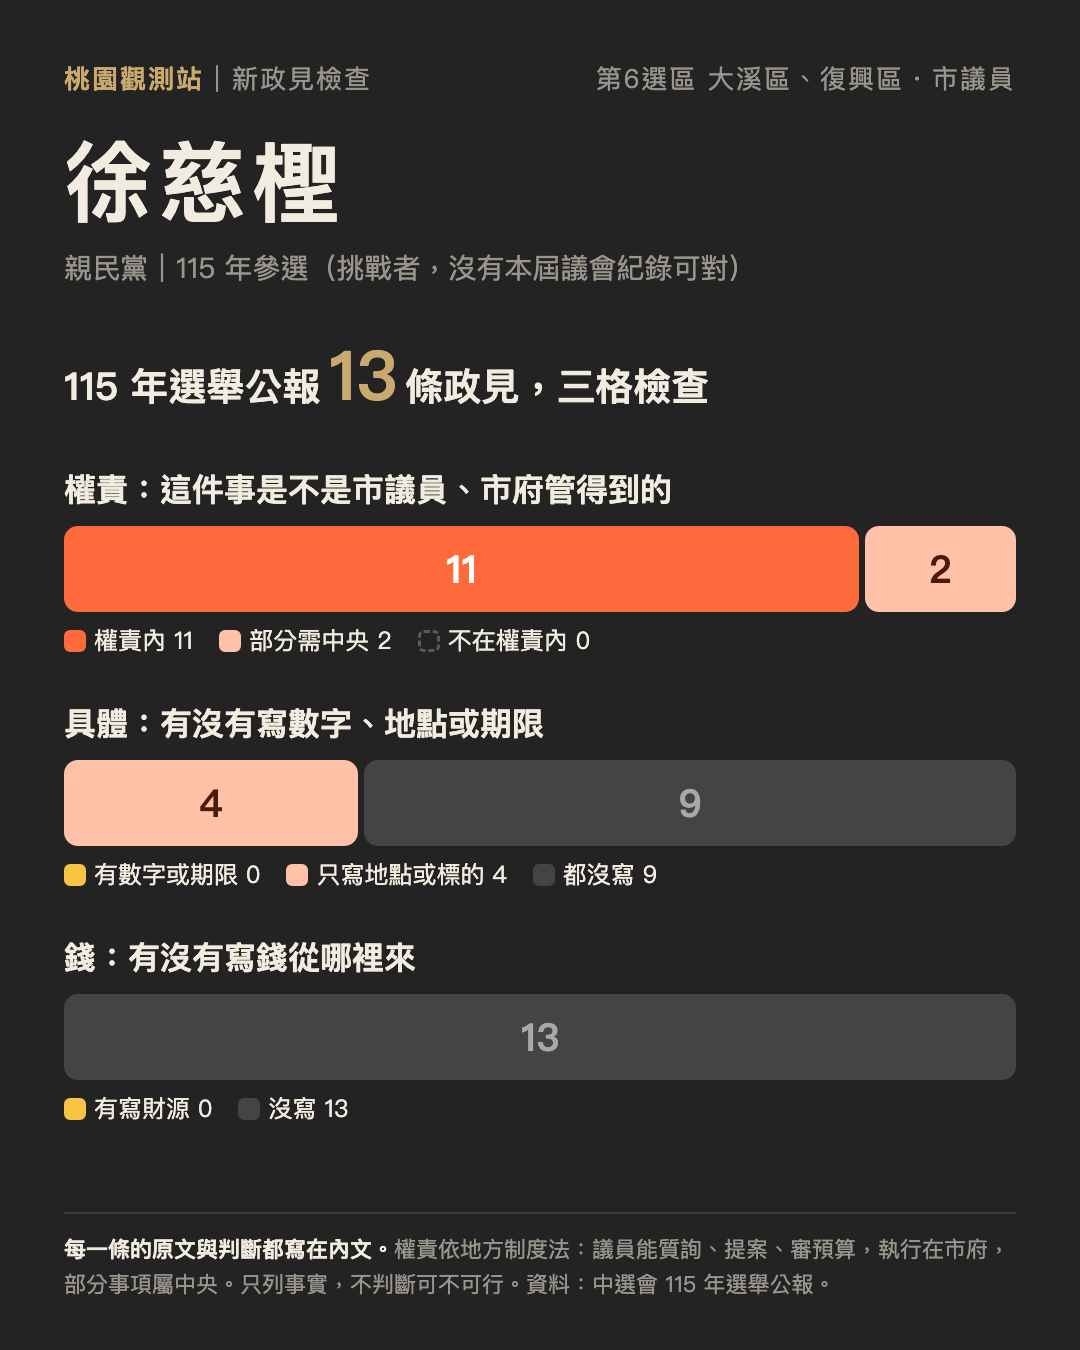 桃園觀測站｜新政見檢查
第6選區 大溪區、復興區・市議員
徐慈檉
親民黨｜115 年參選（挑戰者，沒有本屆議會紀錄可對）
115 年選舉公報 13 條政見，三格檢查
權責：這件事是不是市議員、市府管得到的
11
2
權責內 11 部分需中央 2 不在權責內 0
具體：有沒有寫數字、地點或期限
4
9
有數字或期限 0 只寫地點或標的 4 都沒寫 9
錢：有沒有寫錢從哪裡來
13
有寫財源 0 沒寫 13
每一條的原文與判斷都寫在內文。權責依地方制度法：議員能質詢、提案、審預算，執行在市府，
部分事項屬中央。只列事實，不判斷可不可行。資料：中選會 115 年選舉公報。